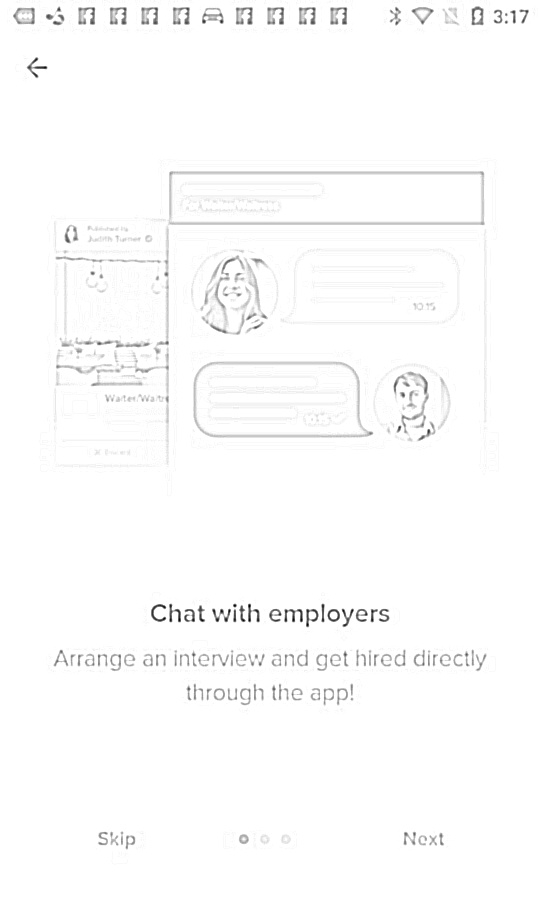 3:17
Published by
Judith Turner
10:15
Waiter/Waitre
Chat with employers
Arrange an interview and get hired directly
through the app!
Skip
Next